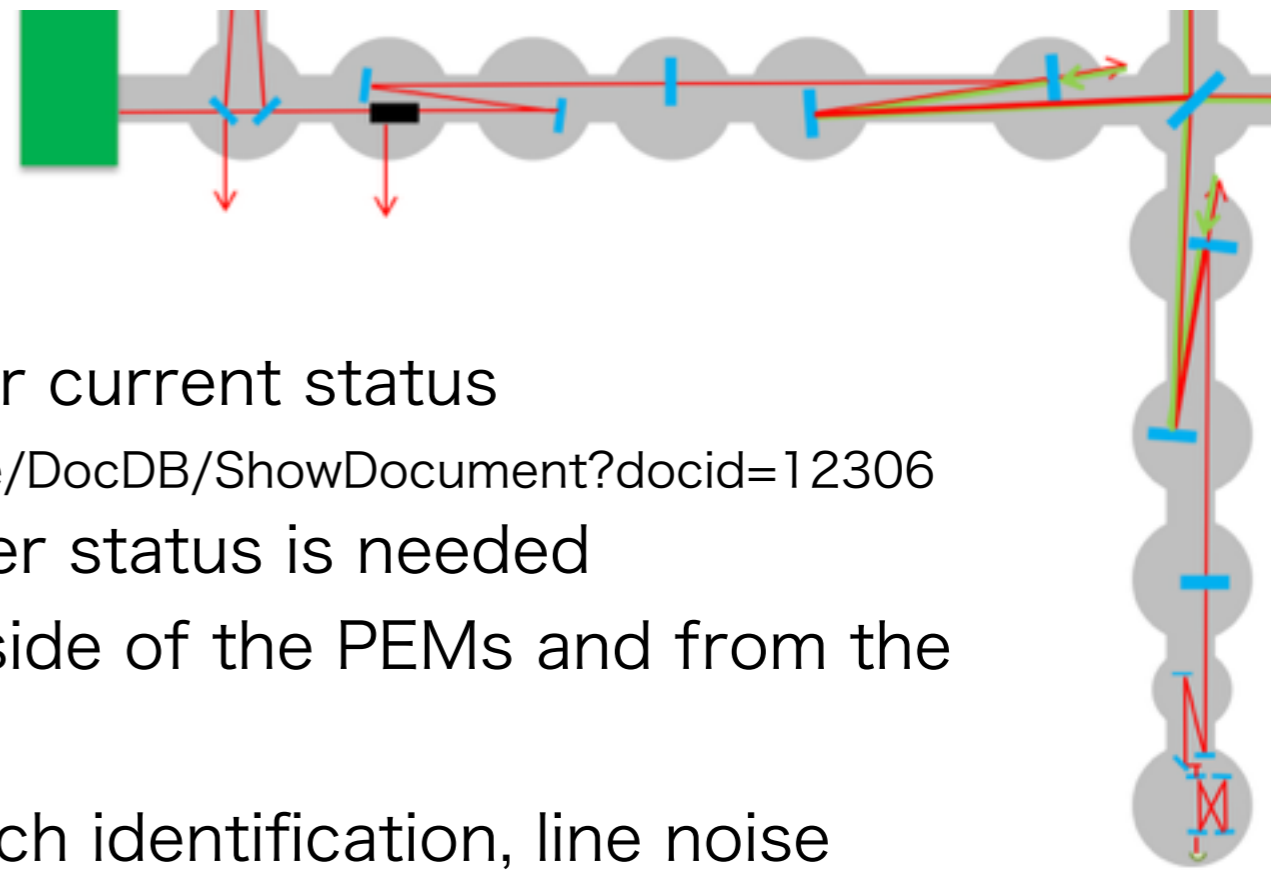 r current status
e/DocDB/ShowDocument?docid=12306
er status is needed
side of the PEMs and from the
ch identification, line noise